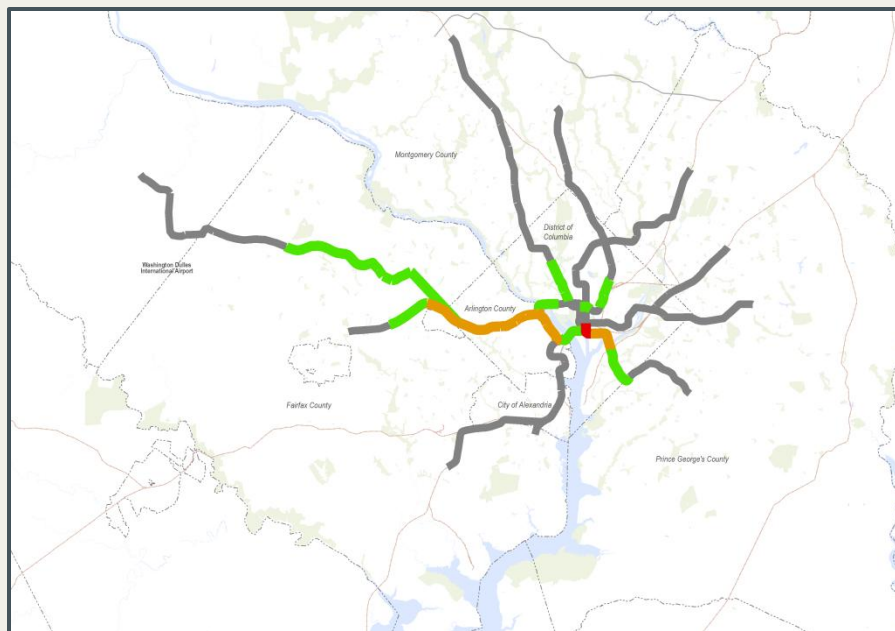 Montgomery County
District of
Columbia
Washington Dulles
International Airport
Arlington County
Fairfax County
City of Alexandria
Prince George's County